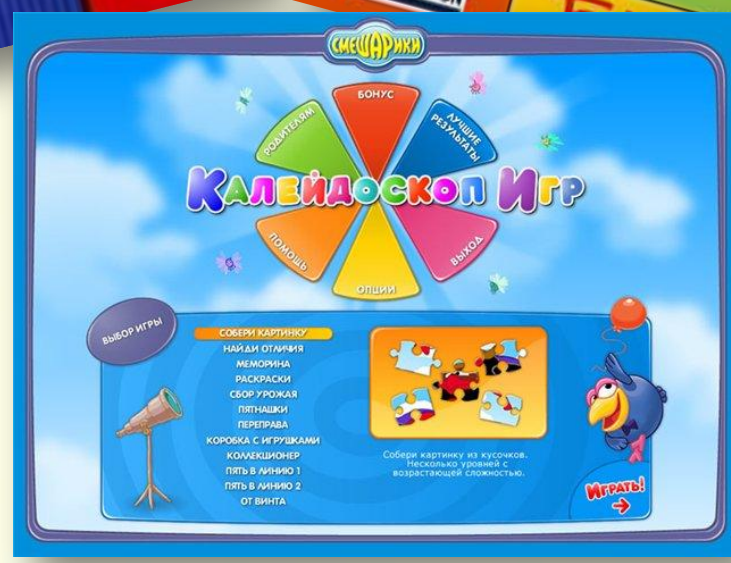 СМЕШАРИКИ
БОНУС
РОДИТЕЛЯМ
ЛУЧШИЕ
РЕЗУЛЬТАТЫ
КАЛЕЙДОСКОП ИГР
ПОМОЩЬ
ВЫХОД
ОПЦИИ
ВЫБОР ИГРЫ
СОБЕРИ КАРТИНКУ
НАЙДИ ОТЛИЧИЯ
МЕМОРИНА
РАСКРАСКИ
СБОР УРОЖАЯ
ПЯТНАШКИ
ПЕРЕПРАВА
КОРОБКА С ИГРУШКАМИ
КОЛЛЕКЦИОНЕР
ПЯТЬ В ЛИНИЮ 1
ПЯТЬ В ЛИНИЮ 2
ОТ ВИНТА
Собери картинку из кусочков.
Несколько уровней с
возрастающей сложностью.
ИГРАТЬ!